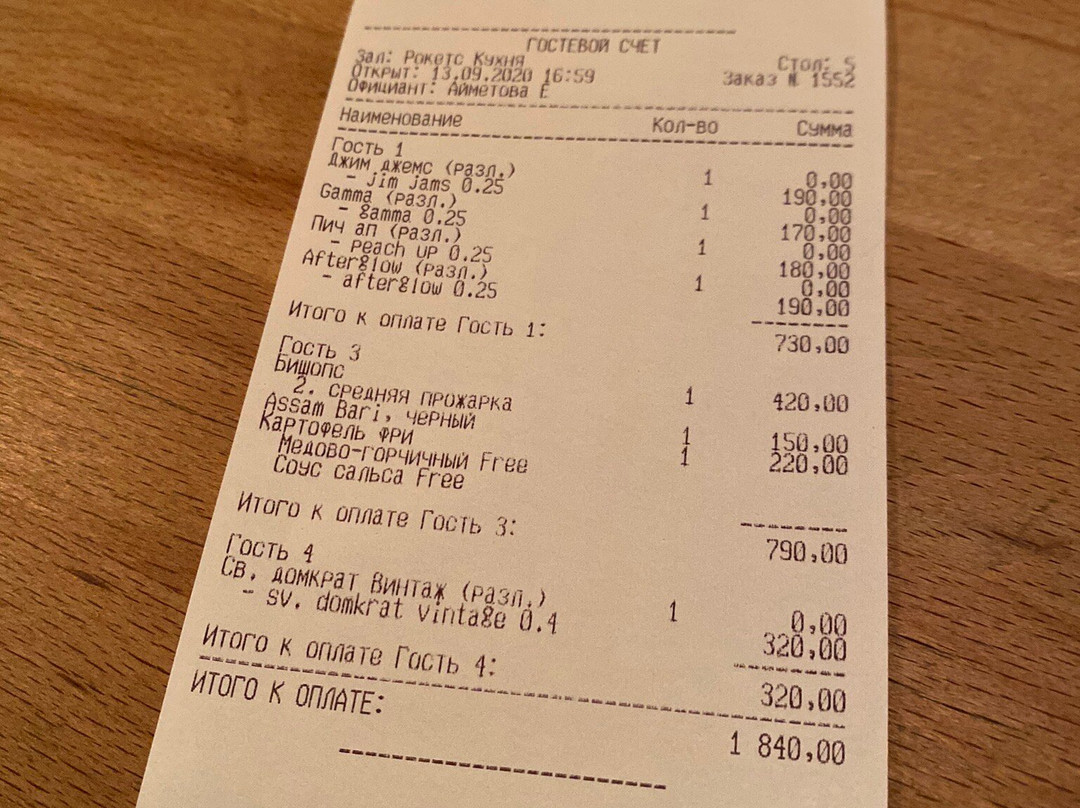 ГОСТЕВОЙ СЧЕТ
Зал: Рокетс Кухня Стол: 5
Открыт: 13.09.2020 16:59 Заказ № 1552
Официант: Айметова Е
Наименование Кол-во Сумма
Гость 1
Джим джемс (разл.) 1 0,00
- jim jams 0.25 190,00
Gamma (разл.) 1 0,00
- gamma 0.25 170,00
Пич ап (разл.) 1 0,00
- peach up 0.25 180,00
Afterglow (разл.) 1 0,00
- afterglow 0.25 190,00
Итого к оплате Гость 1: 730,00
Гость 3
Бишопс 1 420,00
2. средняя прожарка
Assam Bari, черный 1 150,00
Картофель фри 1 220,00
Медово-горчичный Free
Соус сальса Free
Итого к оплате Гость 3: 790,00
Гость 4
Св. домкрат Винтаж (разл.) 1 0,00
- sv. domkrat vintage 0.4 320,00
Итого к оплате Гость 4: 320,00
ИТОГО К ОПЛАТЕ: 1 840,00